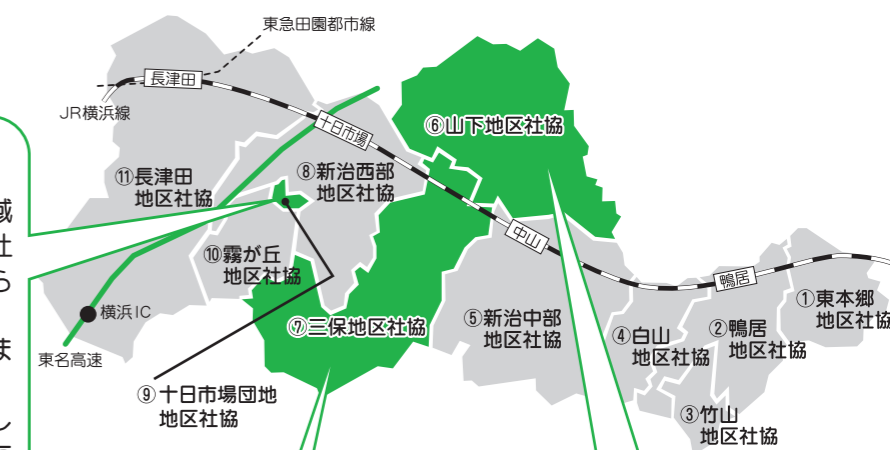 東急田園都市線
長津田
JR横浜線
十日市場
⑥山下地区社協
⑪長津田
地区社協
⑧新治西部
地区社協
域
社
ら
ま
し
中山
⑩霧が丘
地区社協
横浜IC
東名高速
⑦三保地区社協
⑤新治中部
地区社協
鴨居
①東本郷
地区社協
②鴨居
地区社協
④白山
地区社協
③竹山
地区社協
⑨十日市場団地
地区社協